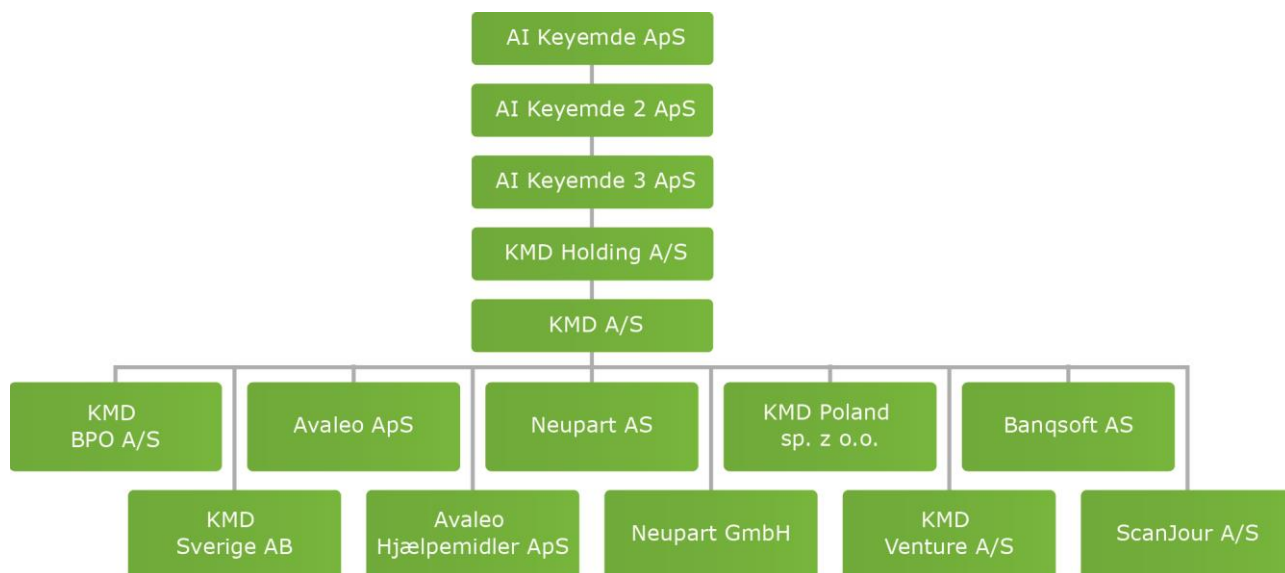 AI Keyemde ApS
AI Keyemde 2 ApS
AI Keyemde 3 ApS
KMD Holding A/S
KMD A/S
KMD
BPO A/S
Avaleo ApS
Neupart AS
KMD Poland
sp. z o.o.
Banqsoft AS
KMD
Sverige AB
Avaleo
Hjælpemidler ApS
Neupart GmbH
KMD
Venture A/S
ScanJour A/S